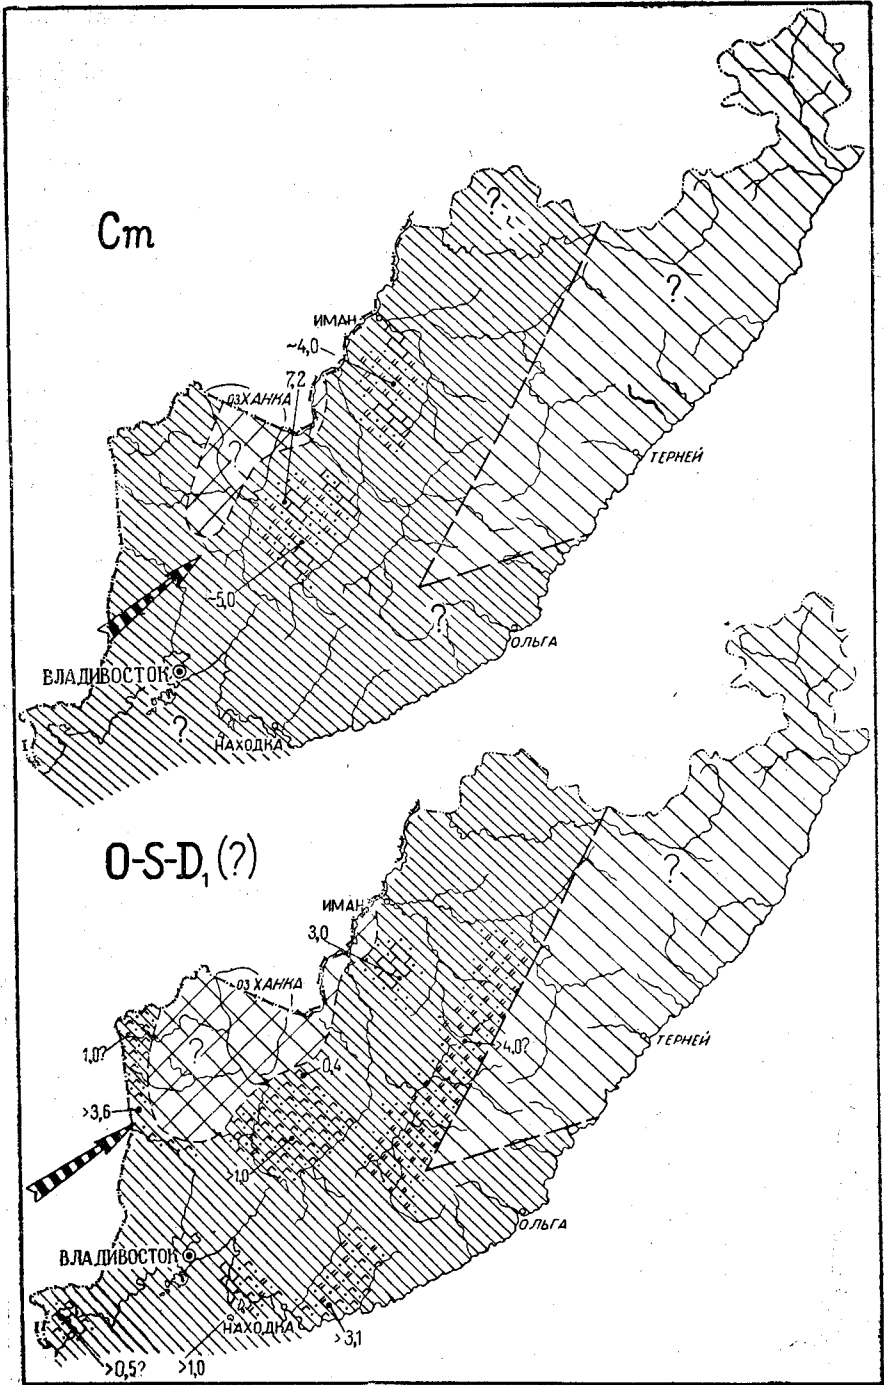 ?
Cm
?
ИМАН
~4,0
7,2
оз ХАНКА
?
ТЕРНЕЙ
~5,0
?
ОЛЬГА
ВЛАДИВОСТОК
?
НАХОДКА
O-S-D₁(?)
?
ИМАН
3,0
оз ХАНКА
1,0?
?
>4,0?
ТЕРНЕЙ
0,4
>3,6
>1,0
ОЛЬГА
ВЛАДИВОСТОК
НАХОДКА
>3,1
>0,5?
>1,0